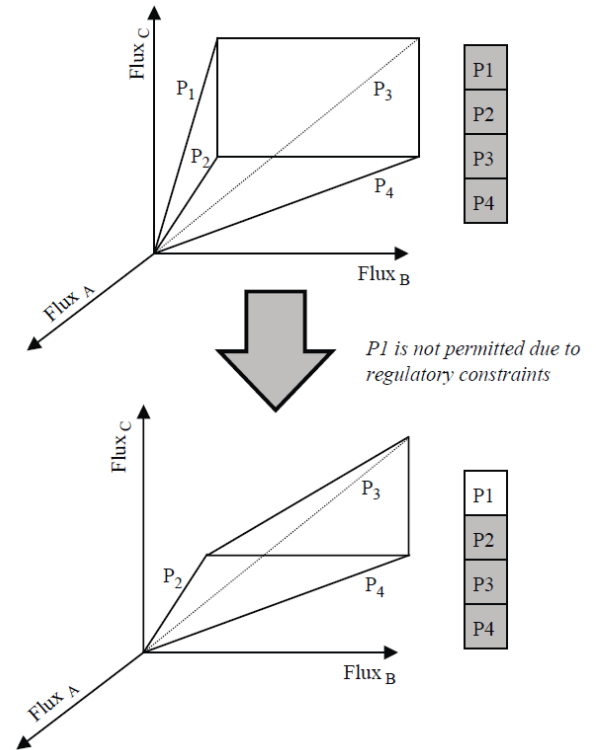 Flux C
P1
P3
P2
P4
Flux A
Flux B
P1
P2
P3
P4
P1 is not permitted due to
regulatory constraints
Flux C
P3
P2
P4
Flux A
Flux B
P1
P2
P3
P4